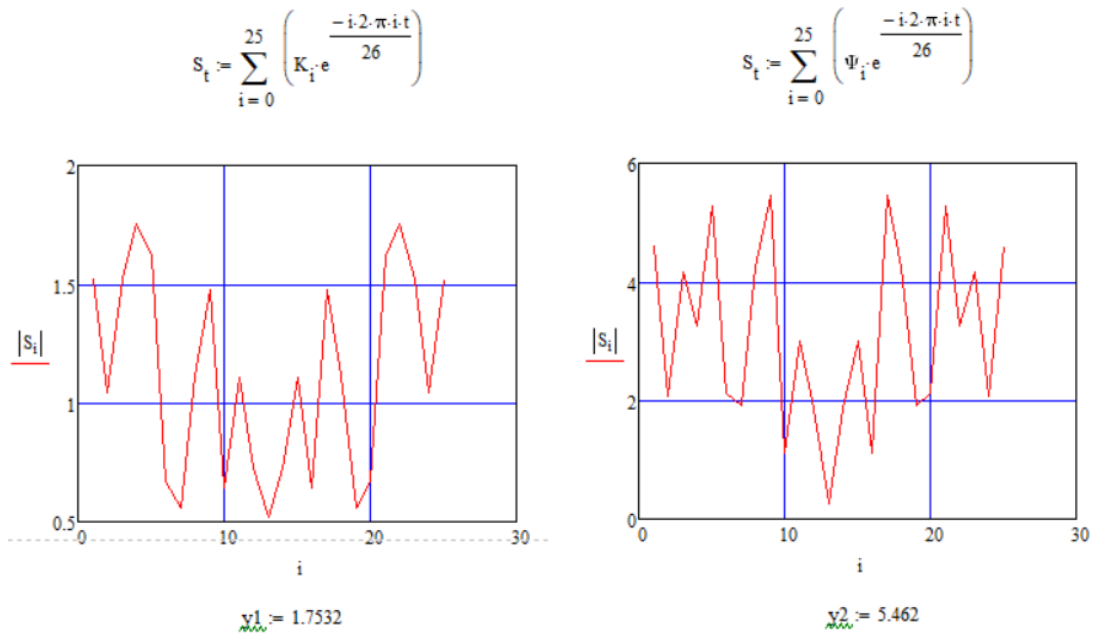 S_t := ∑_{i = 0}^{25} (K_i·e^{(−i·2·π·i·t)/26})
2
1.5
|S_i|
1
0.5
0 10 20 30
i
y1 := 1.7532
S_t := ∑_{i = 0}^{25} (Ψ_i·e^{(−i·2·π·i·t)/26})
6
4
|S_i|
2
0
0 10 20 30
i
y2 := 5.462